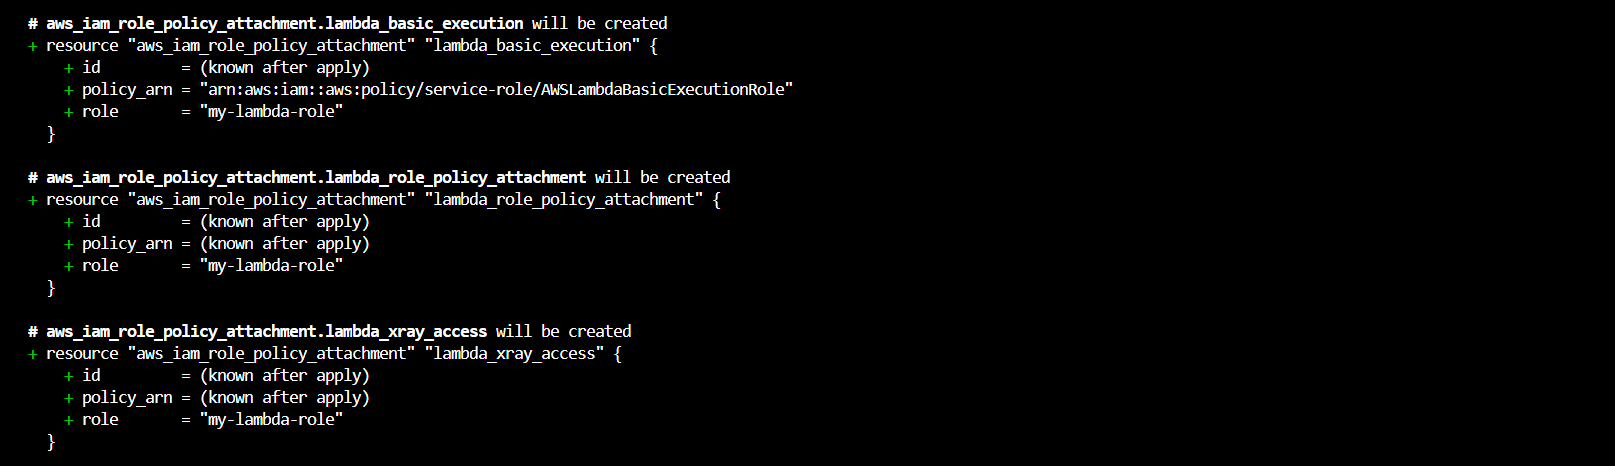 # aws_iam_role_policy_attachment.lambda_basic_execution will be created
+ resource "aws_iam_role_policy_attachment" "lambda_basic_execution" {
+ id = (known after apply)
+ policy_arn = "arn:aws:iam::aws:policy/service-role/AWSLambdaBasicExecutionRole"
+ role = "my-lambda-role"
}
# aws_iam_role_policy_attachment.lambda_role_policy_attachment will be created
+ resource "aws_iam_role_policy_attachment" "lambda_role_policy_attachment" {
+ id = (known after apply)
+ policy_arn = (known after apply)
+ role = "my-lambda-role"
}
# aws_iam_role_policy_attachment.lambda_xray_access will be created
+ resource "aws_iam_role_policy_attachment" "lambda_xray_access" {
+ id = (known after apply)
+ policy_arn = (known after apply)
+ role = "my-lambda-role"
}